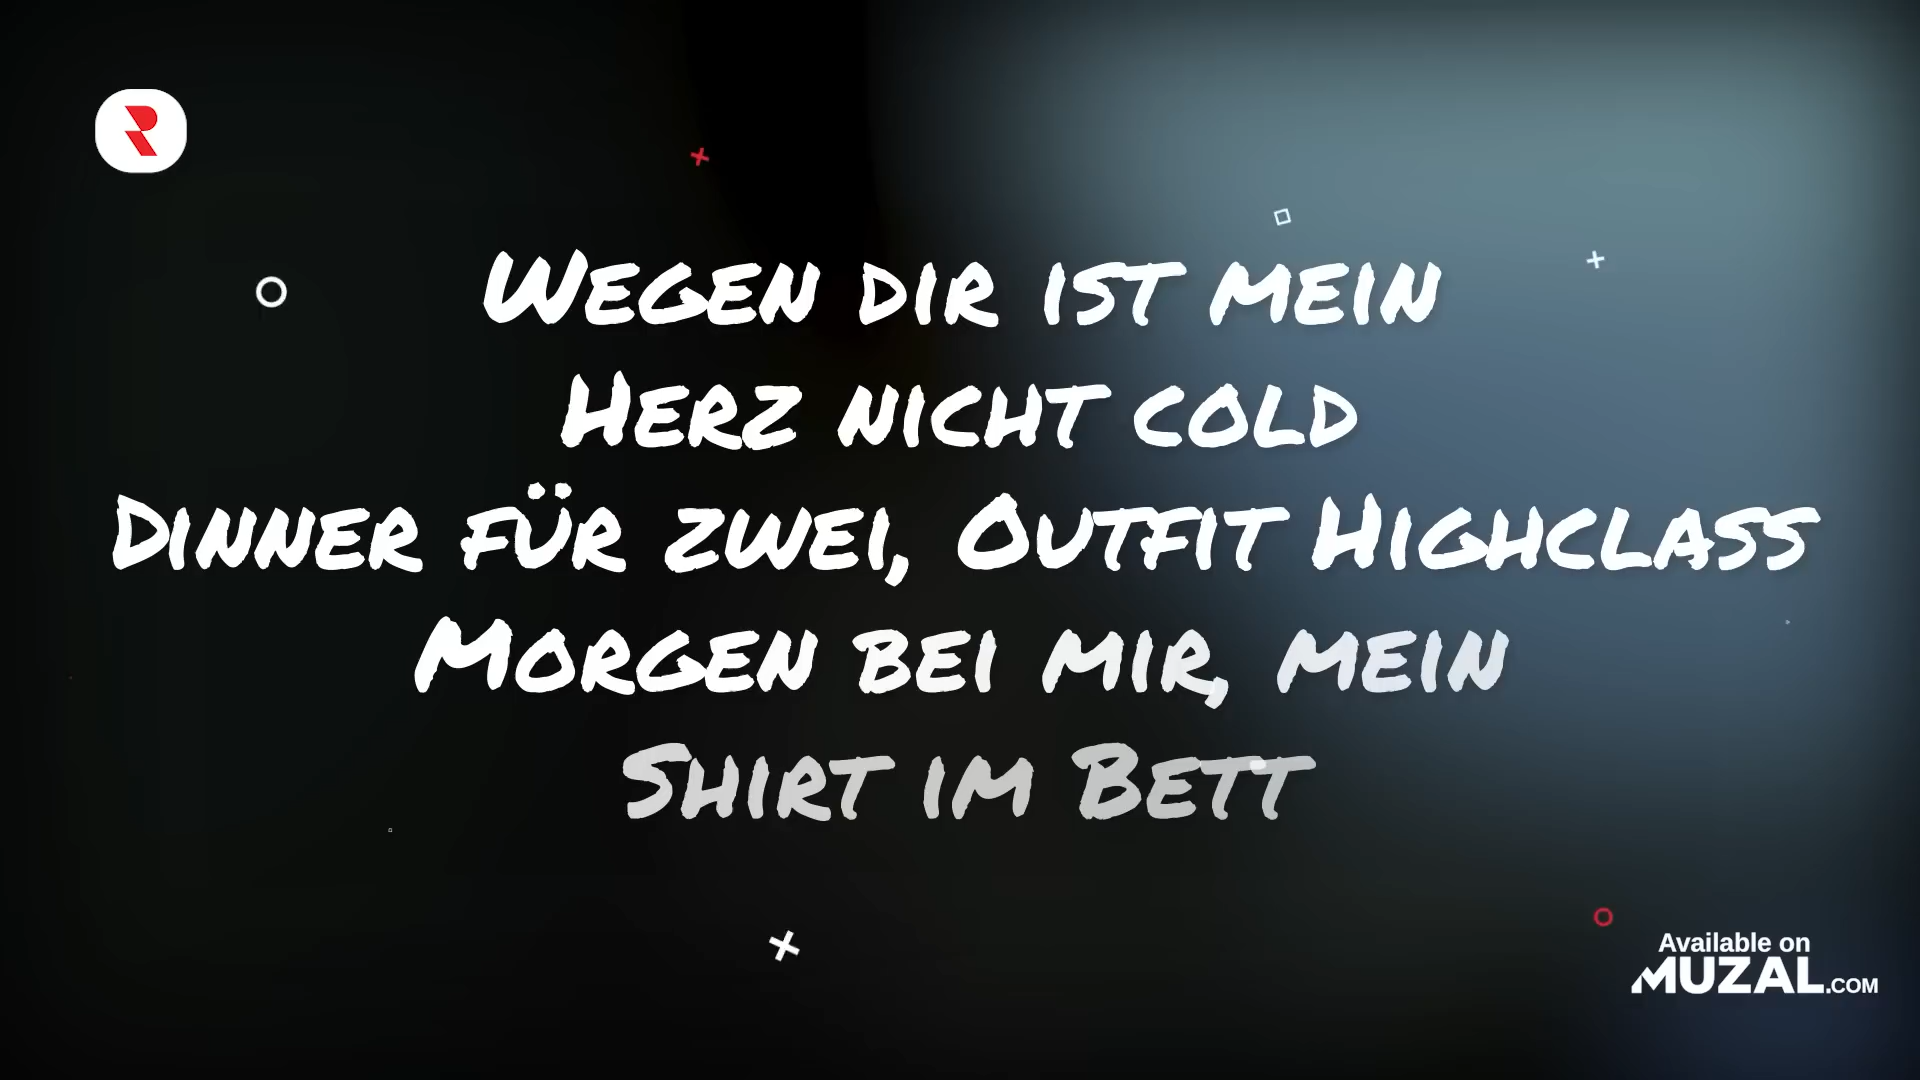 Wegen dir ist mein
Herz nicht cold
Dinner für zwei, Outfit Highclass
Morgen bei mir, mein
Shirt im Bett
Available on
MUZAL.COM